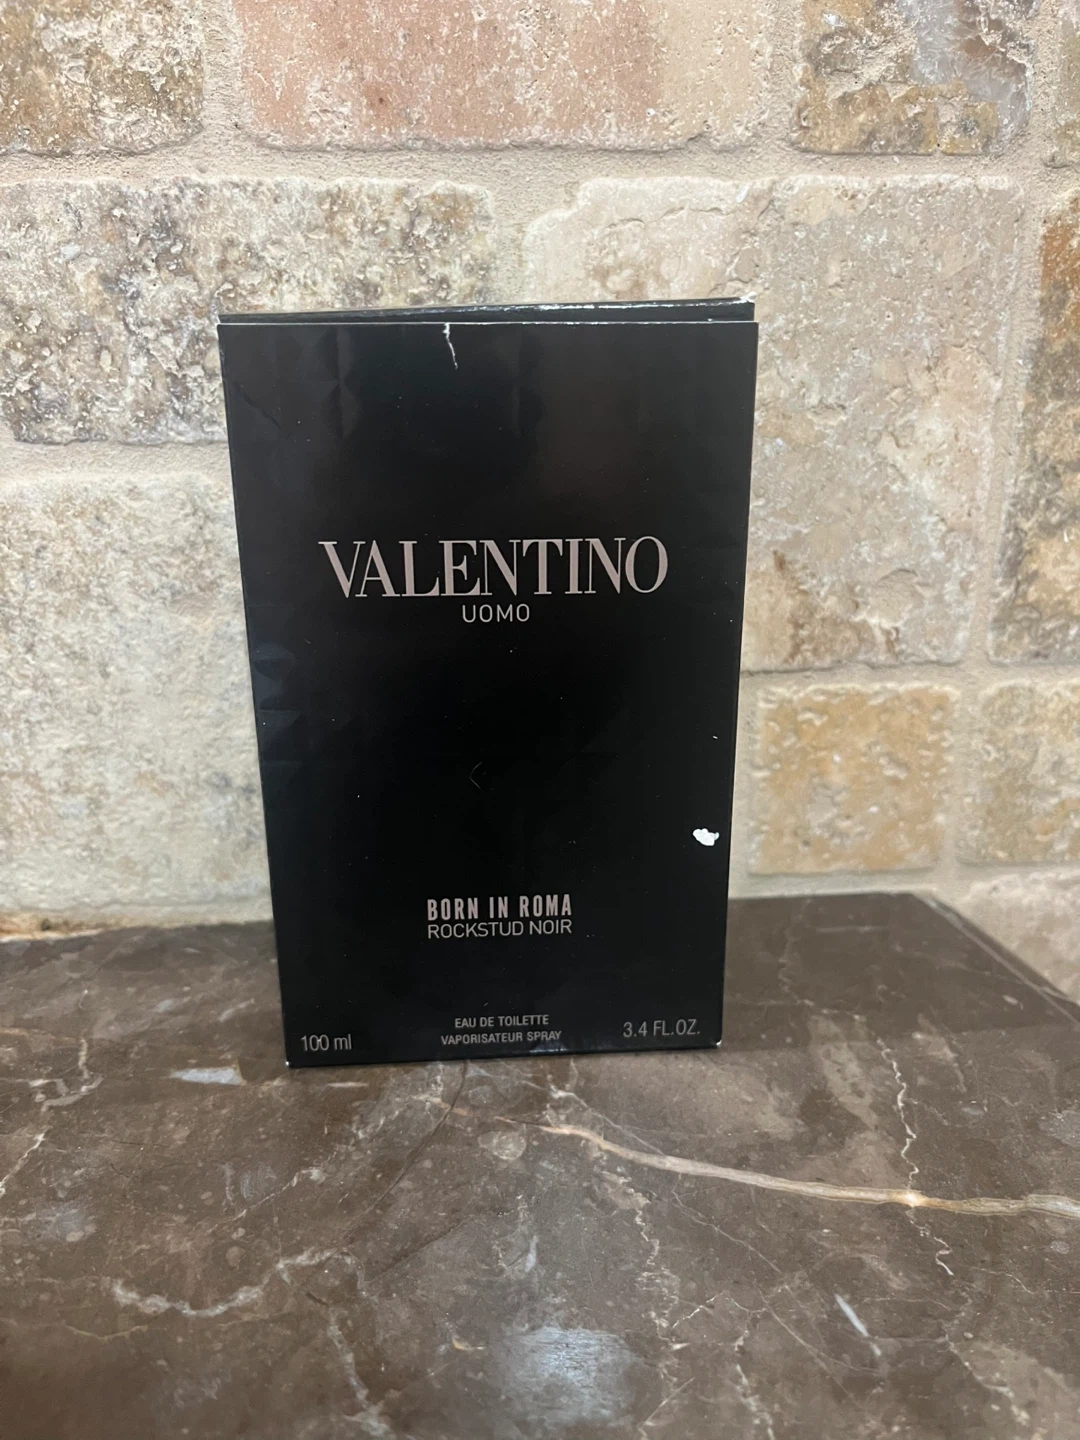 VALENTINO
UOMO
BORN IN ROMA
ROCKSTUD NOIR
EAU DE TOILETTE
VAPORISATEUR SPRAY
100 ml
3.4 FL.OZ.